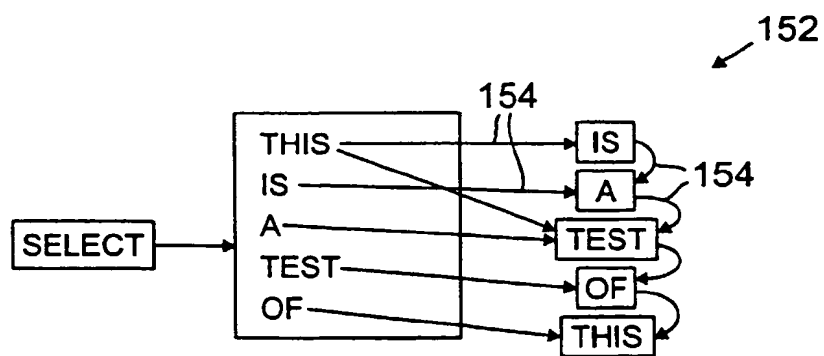 152
154
THIS
IS
IS
A
154
A
TEST
SELECT
TEST
OF
OF
THIS